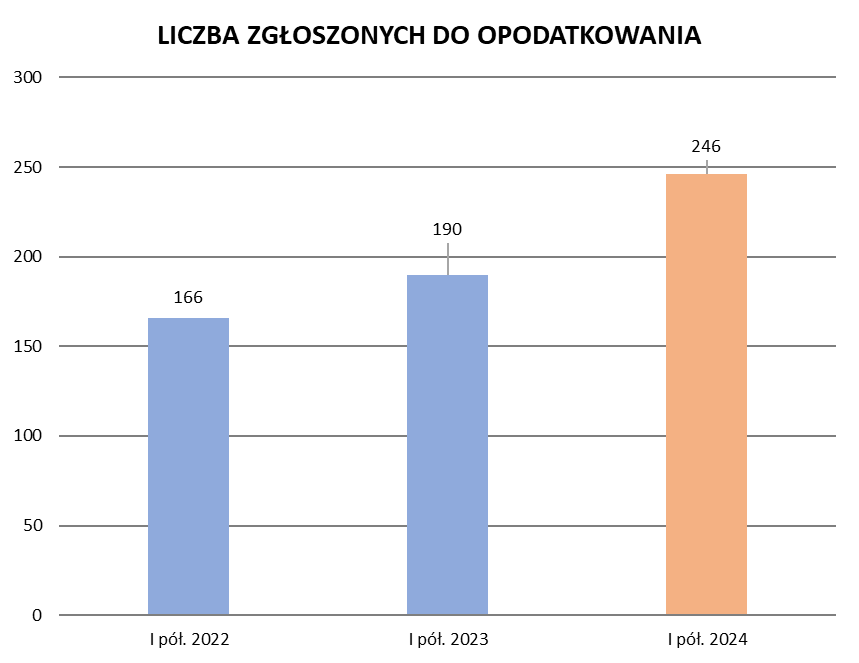 LICZBA ZGŁOSZONYCH DO OPODATKOWANIA
300
250
200
150
100
50
0
166
190
246
I pół. 2022
I pół. 2023
I pół. 2024